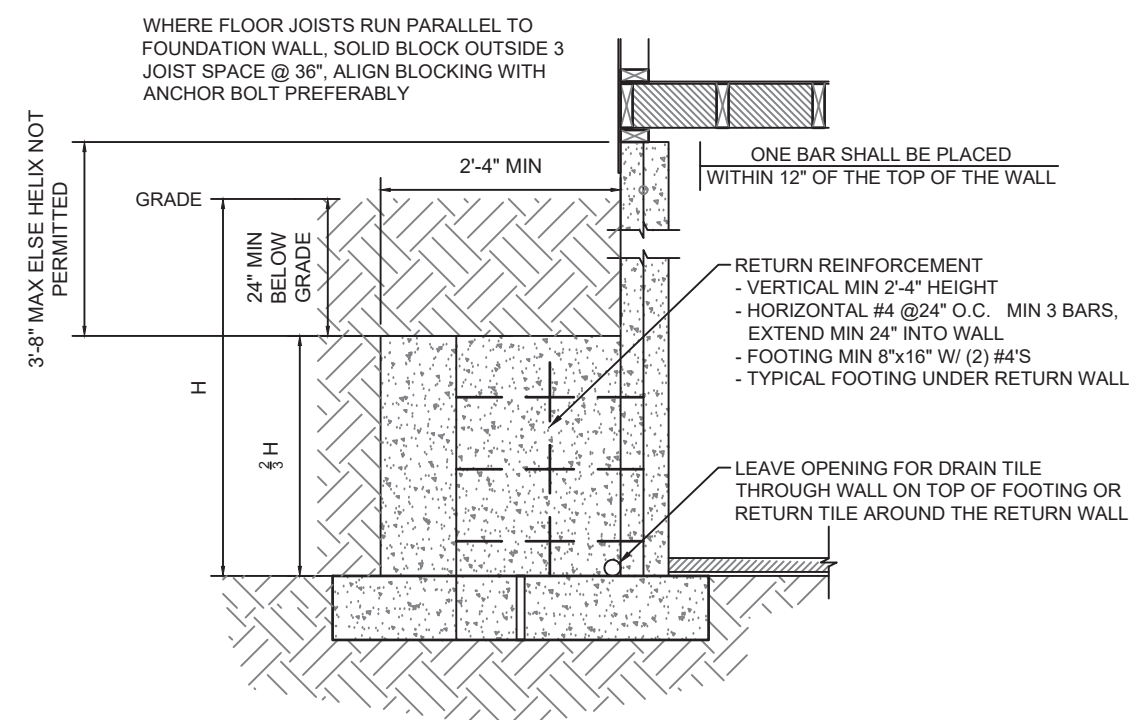 WHERE FLOOR JOISTS RUN PARALLEL TO
FOUNDATION WALL, SOLID BLOCK OUTSIDE 3
JOIST SPACE @ 36", ALIGN BLOCKING WITH
ANCHOR BOLT PREFERABLY
3'-8" MAX ELSE HELIX NOT
PERMITTED
GRADE
24" MIN
BELOW
GRADE
2'-4" MIN
ONE BAR SHALL BE PLACED
WITHIN 12" OF THE TOP OF THE WALL
H
2/3 H
RETURN REINFORCEMENT
- VERTICAL MIN 2'-4" HEIGHT
- HORIZONTAL #4 @24" O.C. MIN 3 BARS,
EXTEND MIN 24" INTO WALL
- FOOTING MIN 8"x16" W/ (2) #4'S
- TYPICAL FOOTING UNDER RETURN WALL
LEAVE OPENING FOR DRAIN TILE
THROUGH WALL ON TOP OF FOOTING OR
RETURN TILE AROUND THE RETURN WALL